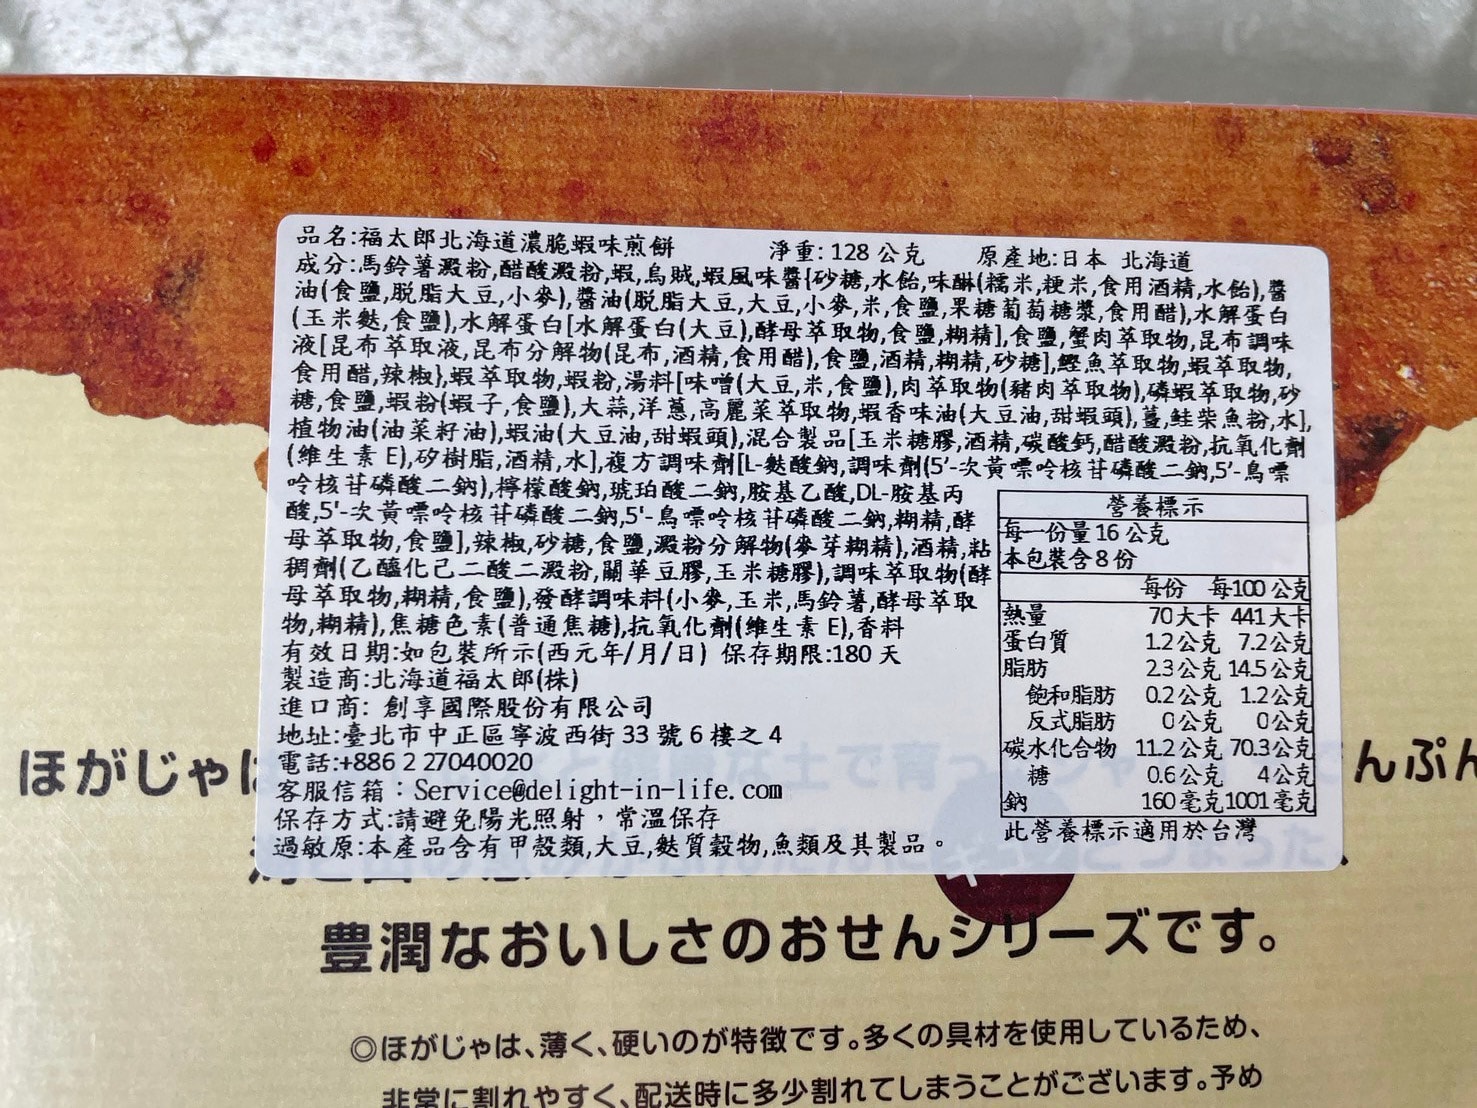 品名:福太郎北海道濃脆蝦味煎餅 淨重:128公克 原產地:日本 北海道
成分:馬鈴薯澱粉,醋酸澱粉,蝦,烏賊,蝦風味醬{砂糖,水飴,味醂(糯米,粳米,食用酒精,水飴),醬
油(食鹽,脫脂大豆,小麥),醬油(脫脂大豆,大豆,小麥,米,食鹽,果糖葡萄糖漿,食用醋),水解蛋白
(玉米麩,食鹽),水解蛋白[水解蛋白(大豆),酵母萃取物,食鹽,糊精],食鹽,蟹肉萃取物,昆布調味
液[昆布萃取液,昆布分解物(昆布,酒精,食用醋),食鹽,酒精,糊精,砂糖],鰹魚萃取物,蝦萃取物,
食用醋,辣椒},蝦萃取物,蝦粉,湯料[味噌(大豆,米,食鹽),肉萃取物(豬肉萃取物),磷蝦萃取物,砂
糖,食鹽,蝦粉(蝦子,食鹽),大蒜,洋蔥,高麗菜萃取物,蝦香味油(大豆油,甜蝦頭),薑,鮭柴魚粉,水],
植物油(油菜籽油),蝦油(大豆油,甜蝦頭),混合製品[玉米糖膠,酒精,碳酸鈣,醋酸澱粉,抗氧化劑
(維生素E),矽樹脂,酒精,水],複方調味劑[L-麩酸鈉,調味劑(5'-次黃嘌呤核苷磷酸二鈉,5'-鳥嘌
呤核苷磷酸二鈉),檸檬酸鈉,琥珀酸二鈉,胺基乙酸,DL-胺基丙
酸,5'-次黃嘌呤核苷磷酸二鈉,5'-鳥嘌呤核苷磷酸二鈉,糊精,酵
母萃取物,食鹽],辣椒,砂糖,食鹽,澱粉分解物(麥芽糊精),酒精,粘
稠劑(乙醯化己二酸二澱粉,關華豆膠,玉米糖膠),調味萃取物(酵
母萃取物,糊精,食鹽),發酵調味料(小麥,玉米,馬鈴薯,酵母萃取
物,糊精),焦糖色素(普通焦糖),抗氧化劑(維生素E),香料
有效日期:如包裝所示(西元年/月/日) 保存期限:180天
製造商:北海道福太郎(株)
進口商: 創享國際股份有限公司
地址:臺北市中正區寧波西街33號6樓之4
電話:+886 2 27040020
客服信箱：Service@delight-in-life.com
保存方式:請避免陽光照射，常溫保存
過敏原:本產品含有甲殼類,大豆,麩質穀物,魚類及其製品。
營養標示
每一份量16公克
本包裝含8份
每份 每100公克
熱量 70大卡 441大卡
蛋白質 1.2公克 7.2公克
脂肪 2.3公克 14.5公克
飽和脂肪 0.2公克 1.2公克
反式脂肪 0公克 0公克
碳水化合物 11.2公克 70.3公克
糖 0.6公克 4公克
鈉 160毫克 1001毫克
此營養標示適用於台灣
ほがじゃは んぷん
豊潤なおいしさのおせんシリーズです。
◎ほがじゃは、薄く、硬いのが特徴です。多くの具材を使用しているため、
非常に割れやすく、配送時に多少割れてしまうことがございます。予め